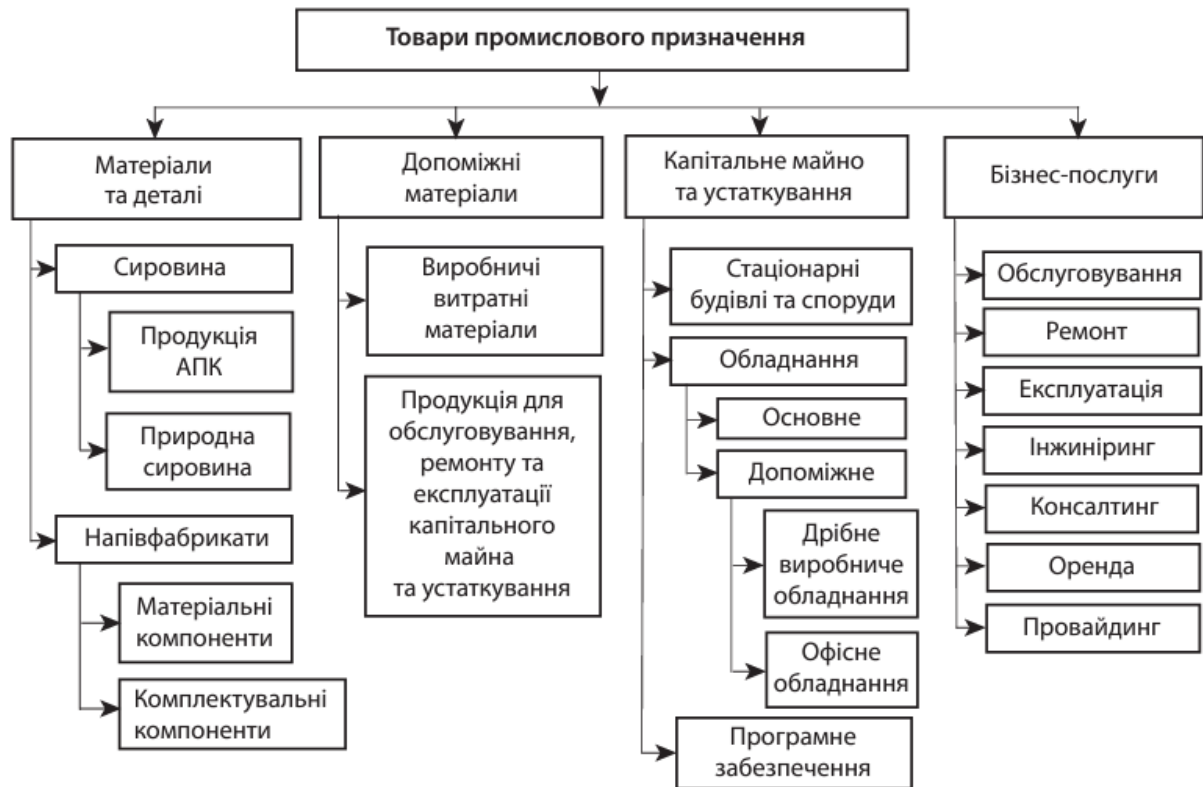 Товари промислового призначення
Матеріали
та деталі
Сировина
Продукція
АПК
Природна
сировина
Напівфабрикати
Матеріальні
компоненти
Комплектувальні
компоненти
Допоміжні
матеріали
Виробничі
витратні
матеріали
Продукція для
обслуговування,
ремонту та
експлуатації
капітального
майна
та устаткування
Капітальне майно
та устаткування
Стаціонарні
будівлі та споруди
Обладнання
Основне
Допоміжне
Дрібне
виробниче
обладнання
Офісне
обладнання
Програмне
забезпечення
Бізнес-послуги
Обслуговування
Ремонт
Експлуатація
Інжиніринг
Консалтинг
Оренда
Провайдинг